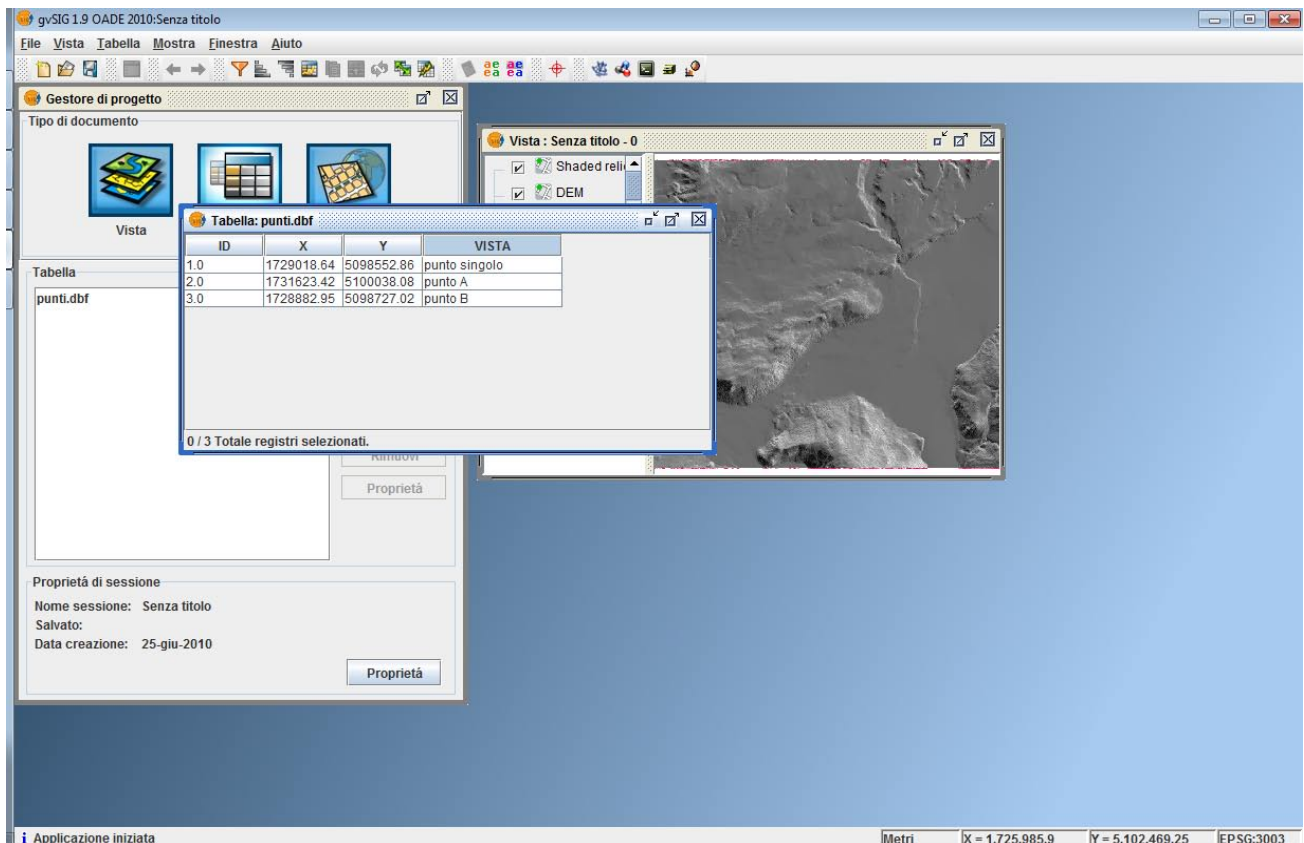 gvSIG 1.9 OADE 2010:Senza titolo
File Vista Tabella Mostra Finestra Aiuto
Gestore di progetto
Tipo di documento
Vista
Vista : Senza titolo - 0
Shaded reli
DEM
Tabella: punti.dbf
ID X Y VISTA
1.0 1729018.64 5098552.86 punto singolo
2.0 1731623.42 5100038.08 punto A
3.0 1728882.95 5098727.02 punto B
0 / 3 Totale registri selezionati.
Tabella
punti.dbf
Rimuovi
Proprietá
Proprietá di sessione
Nome sessione: Senza titolo
Salvato:
Data creazione: 25-giu-2010
Proprietá
Applicazione iniziata
Metri X = 1.725.985,9 Y = 5.102.469,25 EPSG:3003